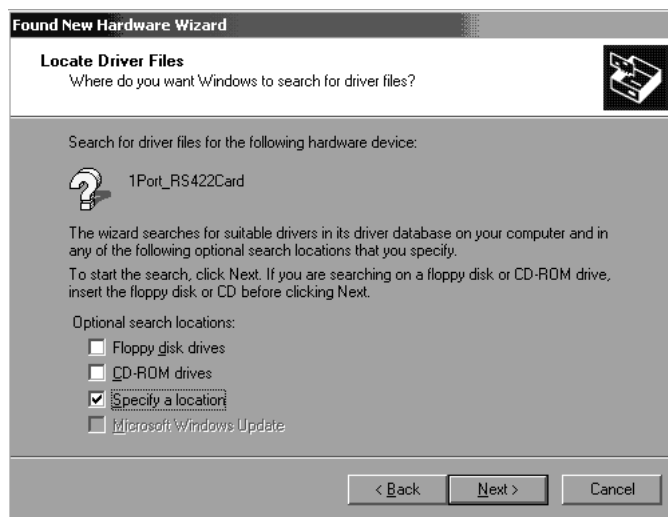 Found New Hardware Wizard
Locate Driver Files
Where do you want Windows to search for driver files?
Search for driver files for the following hardware device:
1Port_RS422Card
The wizard searches for suitable drivers in its driver database on your computer and in
any of the following optional search locations that you specify.
To start the search, click Next. If you are searching on a floppy disk or CD-ROM drive,
insert the floppy disk or CD before clicking Next.
Optional search locations:
Floppy disk drives
CD-ROM drives
Specify a location
Microsoft Windows Update
< Back Next > Cancel